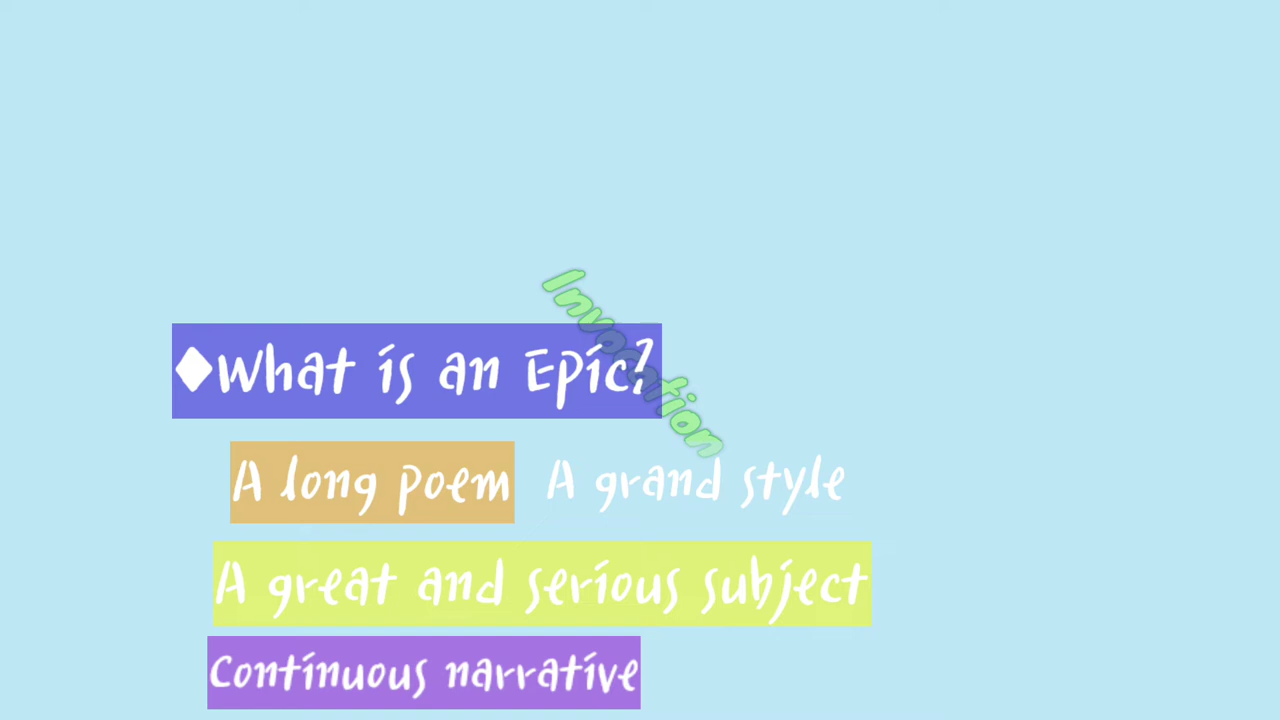 Invocation
◆What is an Epic?
A long poem A grand style
A great and serious subject
Continuous narrative